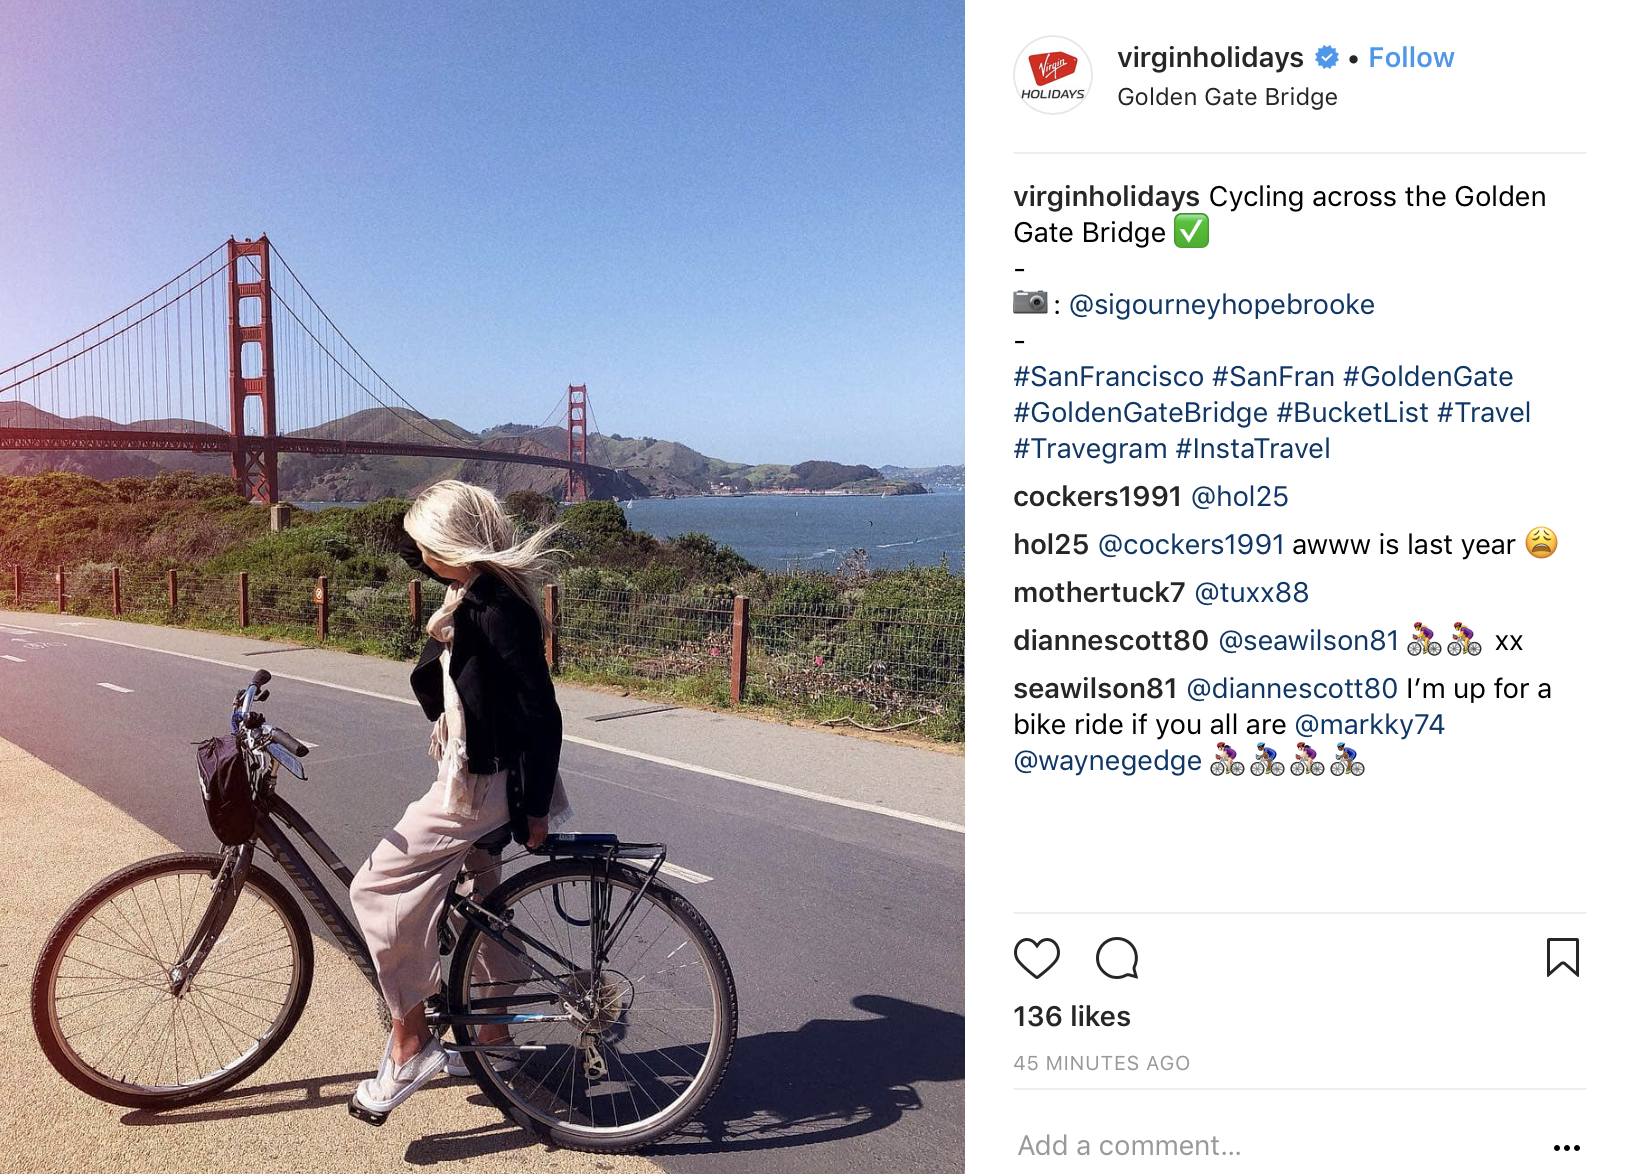 Virgin
HOLIDAYS
virginholidays • Follow
Golden Gate Bridge
virginholidays Cycling across the Golden
Gate Bridge ✅
-
📷 : @sigourneyhopebrooke
-
#SanFrancisco #SanFran #GoldenGate
#GoldenGateBridge #BucketList #Travel
#Travegram #InstaTravel
cockers1991 @hol25
hol25 @cockers1991 awww is last year 😩
mothertuck7 @tuxx88
diannescott80 @seawilson81 🚴‍♀️🚴‍♀️ xx
seawilson81 @diannescott80 I’m up for a
bike ride if you all are @markky74
@waynegedge 🚴‍♀️🚴‍♂️🚴‍♀️🚴‍♂️
136 likes
45 MINUTES AGO
Add a comment...